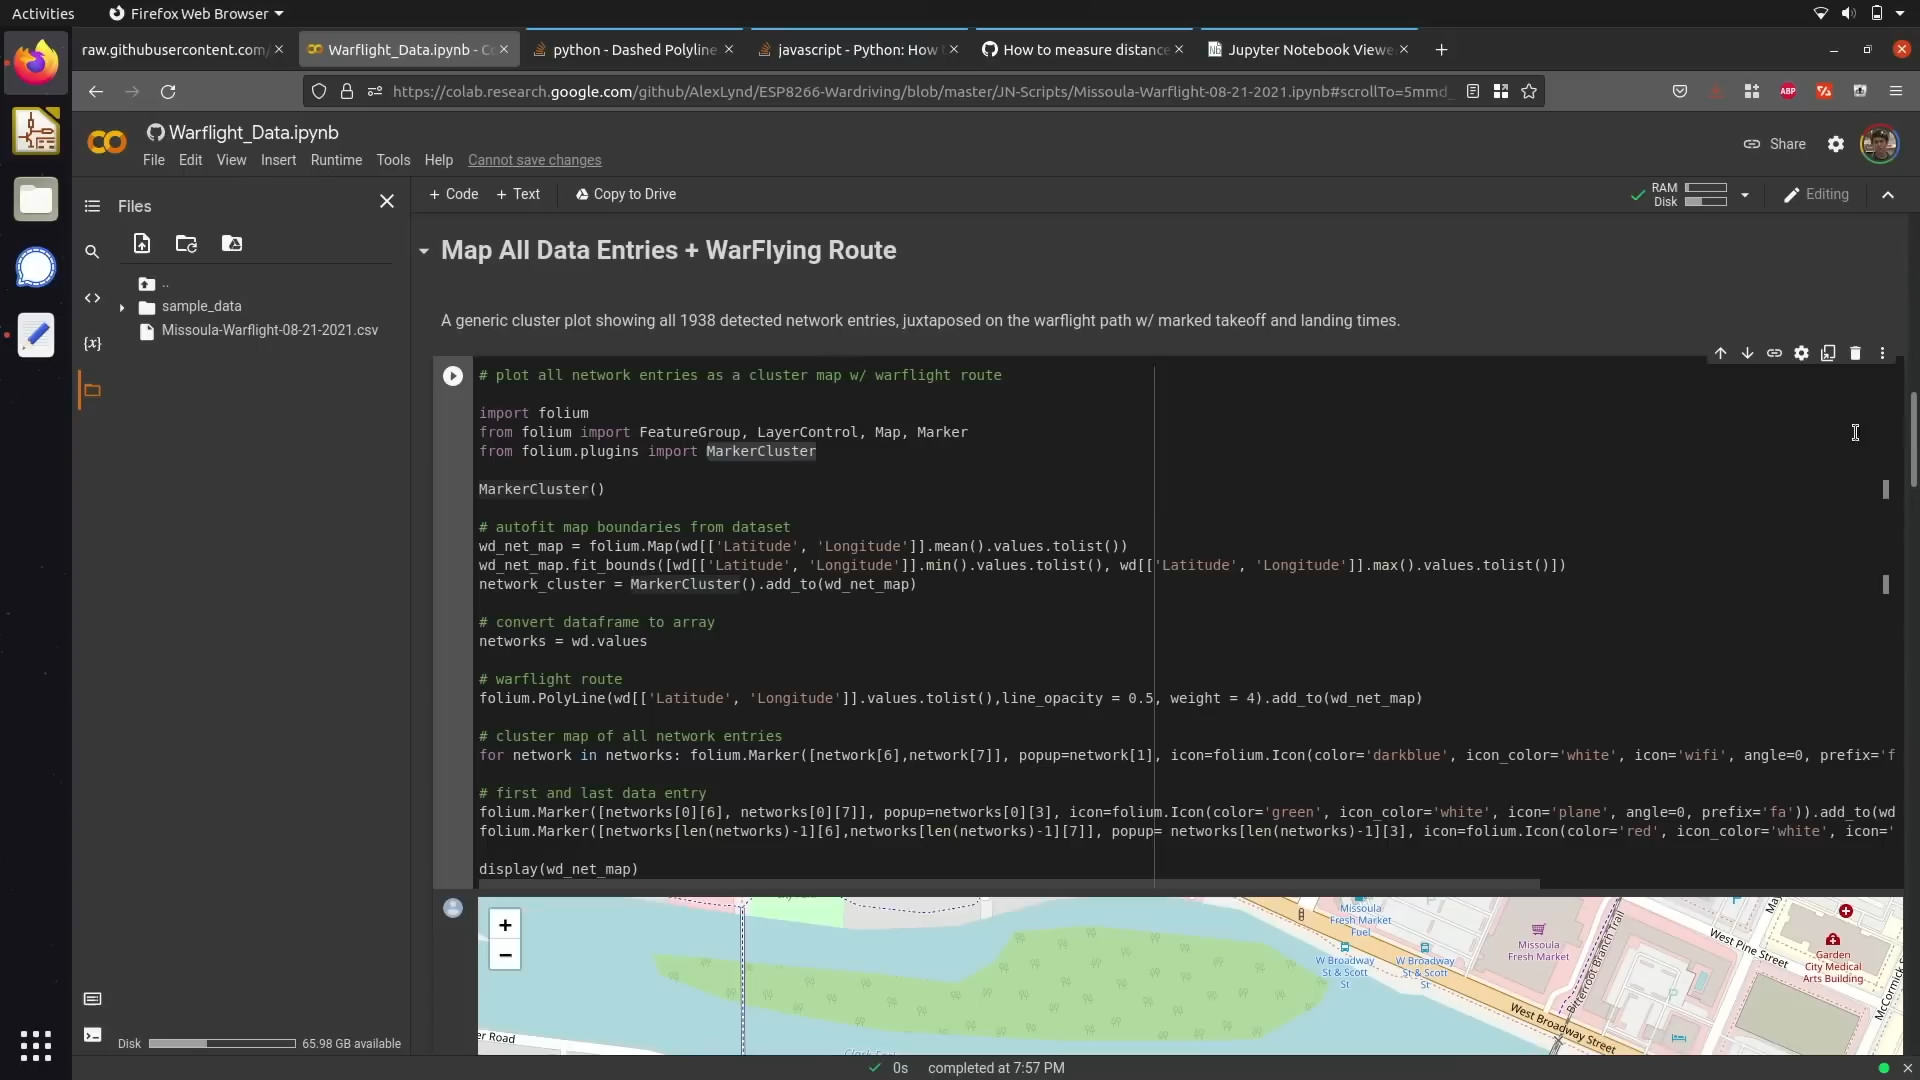 Activities
Firefox Web Browser
raw.githubusercontent.com/
Warflight_Data.ipynb - C
python - Dashed Polyline
javascript - Python: How
How to measure distance
Jupyter Notebook Viewe
https://colab.research.google.com/github/AlexLynd/ESP8266-Wardriving/blob/master/JN-Scripts/Missoula-Warflight-08-21-2021.ipynb#scrollTo=5mmd_
ABP
Warflight_Data.ipynb
Share
File Edit View Insert Runtime Tools Help Cannot save changes
Files
+ Code + Text Copy to Drive
RAM
Disk
Editing
..
sample_data
Missoula-Warflight-08-21-2021.csv
{x}
Map All Data Entries + WarFlying Route
A generic cluster plot showing all 1938 detected network entries, juxtaposed on the warflight path w/ marked takeoff and landing times.
# plot all network entries as a cluster map w/ warflight route
import folium
from folium import FeatureGroup, LayerControl, Map, Marker
from folium.plugins import MarkerCluster
MarkerCluster()
# autofit map boundaries from dataset
wd_net_map = folium.Map(wd[['Latitude', 'Longitude']].mean().values.tolist())
wd_net_map.fit_bounds([wd[['Latitude', 'Longitude']].min().values.tolist(), wd[['Latitude', 'Longitude']].max().values.tolist()])
network_cluster = MarkerCluster().add_to(wd_net_map)
# convert dataframe to array
networks = wd.values
# warflight route
folium.PolyLine(wd[['Latitude', 'Longitude']].values.tolist(),line_opacity = 0.5, weight = 4).add_to(wd_net_map)
# cluster map of all network entries
for network in networks: folium.Marker([network[6],network[7]], popup=network[1], icon=folium.Icon(color='darkblue', icon_color='white', icon='wifi', angle=0, prefix='f
# first and last data entry
folium.Marker([networks[0][6], networks[0][7]], popup=networks[0][3], icon=folium.Icon(color='green', icon_color='white', icon='plane', angle=0, prefix='fa')).add_to(wd
folium.Marker([networks[len(networks)-1][6],networks[len(networks)-1][7]], popup= networks[len(networks)-1][3], icon=folium.Icon(color='red', icon_color='white', icon='
display(wd_net_map)
+
−
Missoula
Fresh Market
Fuel
W Broadway
St & Scott
St
W Broadway
St & Scott
St
Missoula
Fresh Market
Bitterroot Branch Trail
West Pine Street
Garden
City Medical
Arts Building
McCormick S
West Broadway Street
er Road
Disk
65.98 GB available
0s completed at 7:57 PM